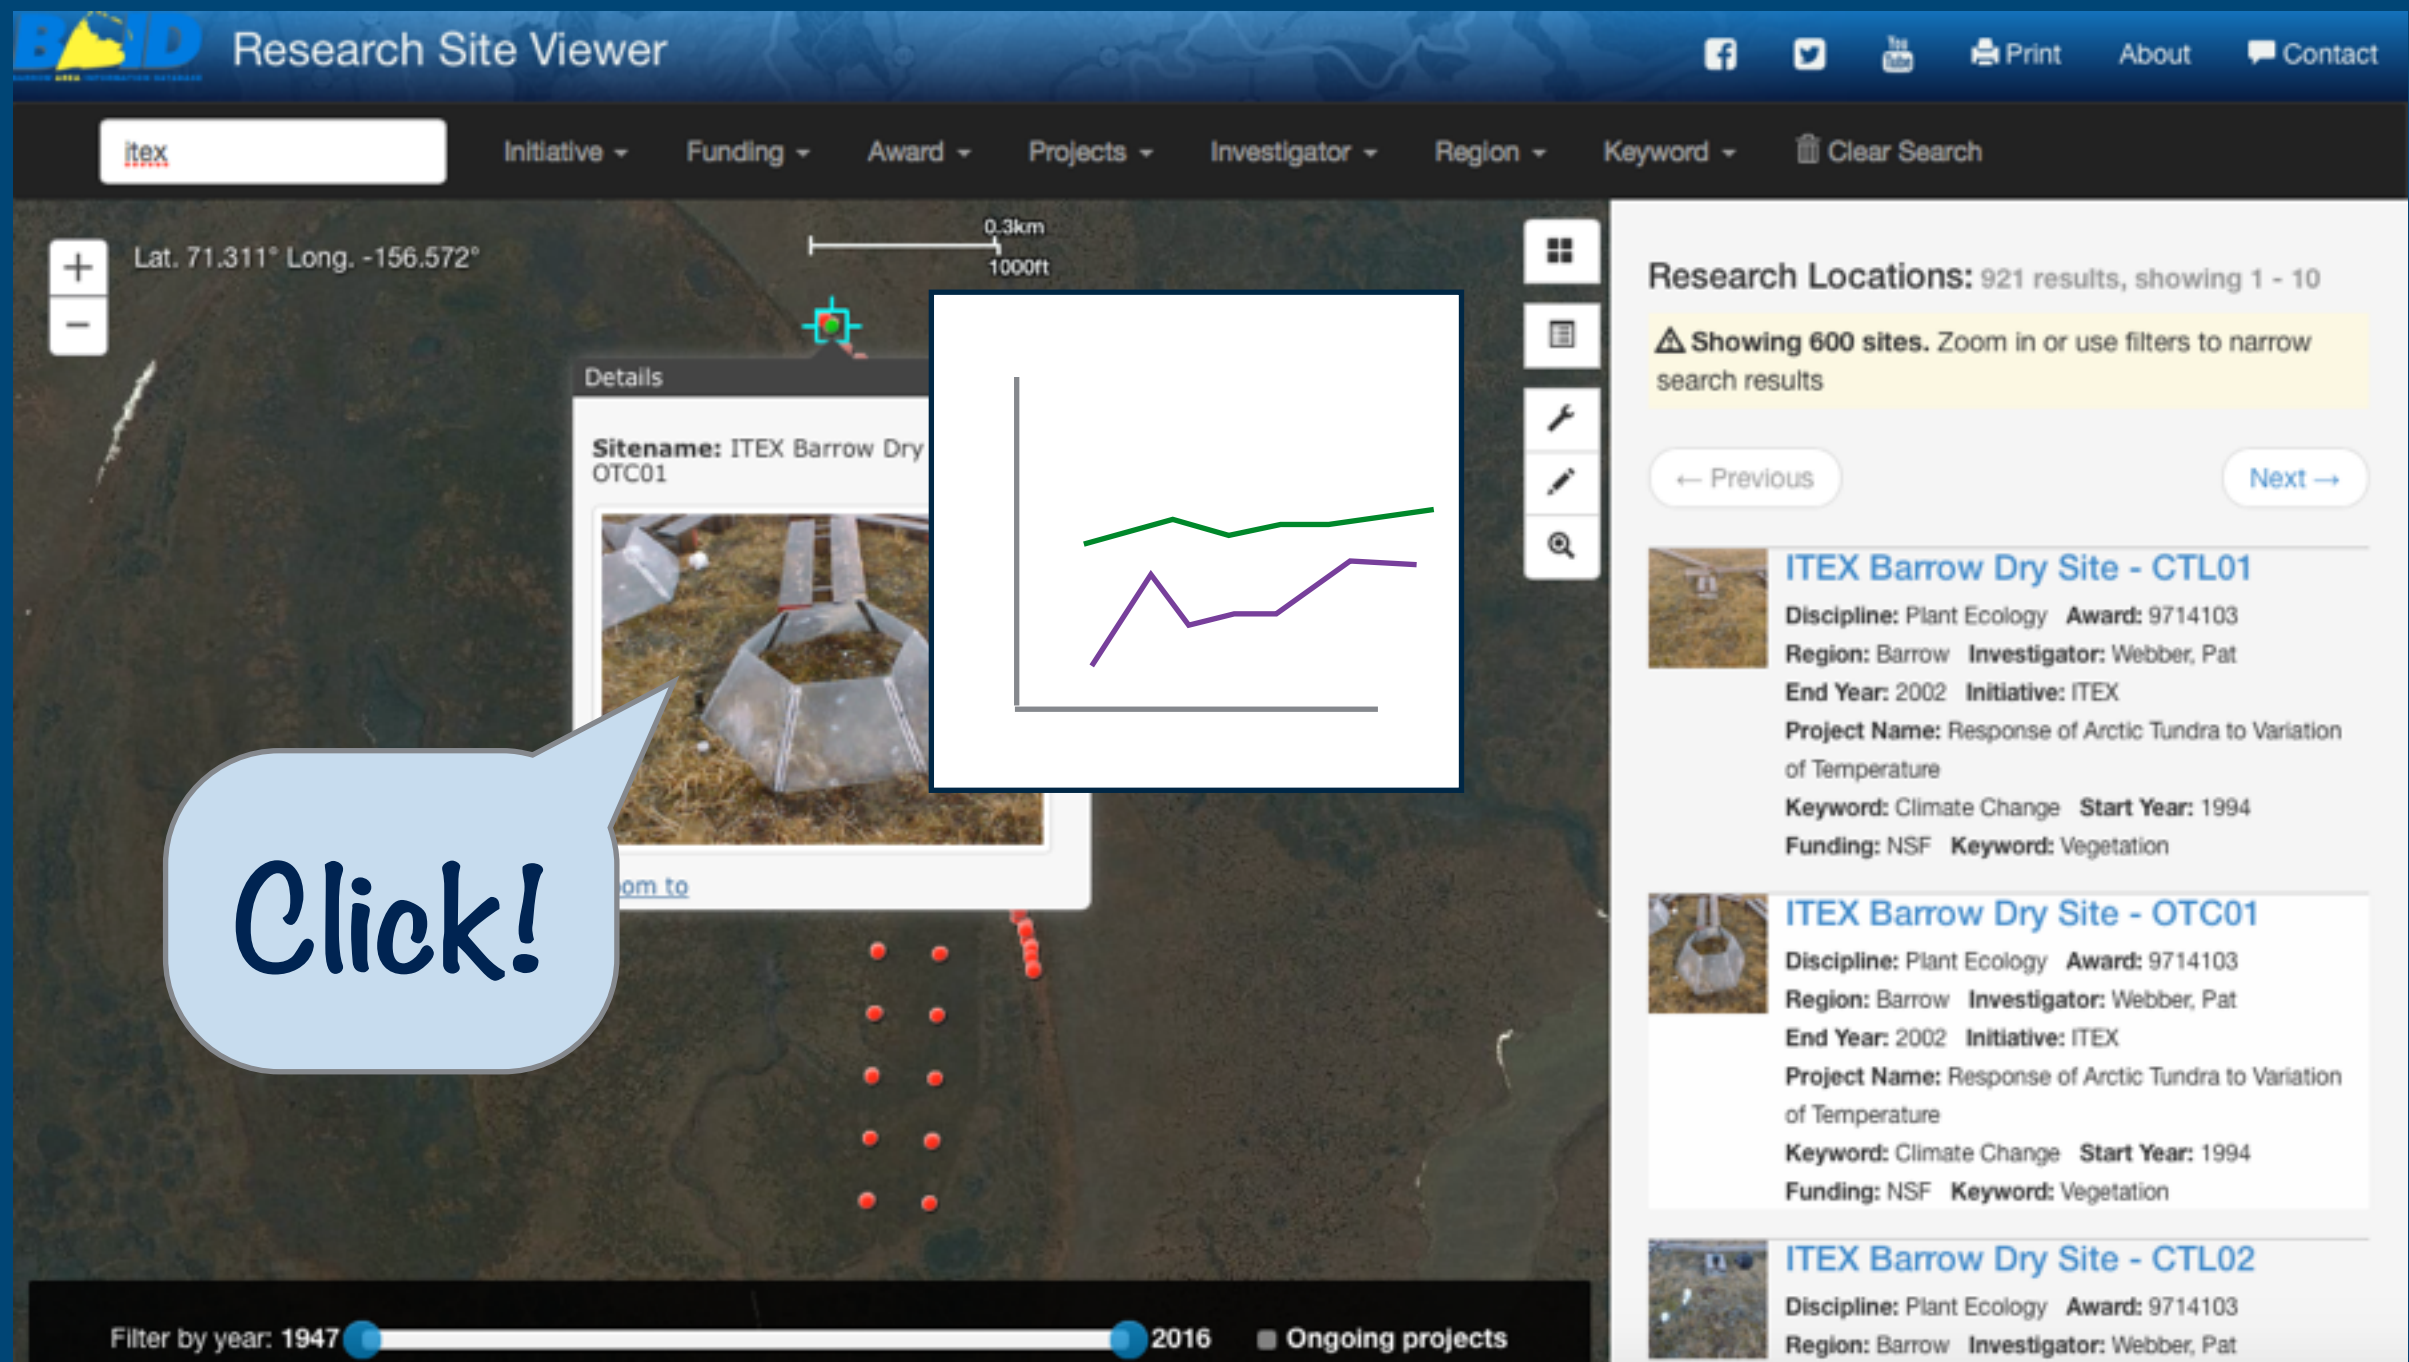 BAID
BARROW AREA INFORMATION DATABASE
Research Site Viewer
You
Tube
Print
About
Contact
itex
Initiative
Funding
Award
Projects
Investigator
Region
Keyword
Clear Search
Lat. 71.311° Long. -156.572°
0.3km
1000ft
Details
Sitename: ITEX Barrow Dry
OTC01
om to
Click!
Filter by year: 1947
2016
Ongoing projects
Research Locations: 921 results, showing 1 - 10
Showing 600 sites. Zoom in or use filters to narrow
search results
← Previous
Next →
ITEX Barrow Dry Site - CTL01
Discipline: Plant Ecology Award: 9714103
Region: Barrow Investigator: Webber, Pat
End Year: 2002 Initiative: ITEX
Project Name: Response of Arctic Tundra to Variation
of Temperature
Keyword: Climate Change Start Year: 1994
Funding: NSF Keyword: Vegetation
ITEX Barrow Dry Site - OTC01
Discipline: Plant Ecology Award: 9714103
Region: Barrow Investigator: Webber, Pat
End Year: 2002 Initiative: ITEX
Project Name: Response of Arctic Tundra to Variation
of Temperature
Keyword: Climate Change Start Year: 1994
Funding: NSF Keyword: Vegetation
ITEX Barrow Dry Site - CTL02
Discipline: Plant Ecology Award: 9714103
Region: Barrow Investigator: Webber, Pat